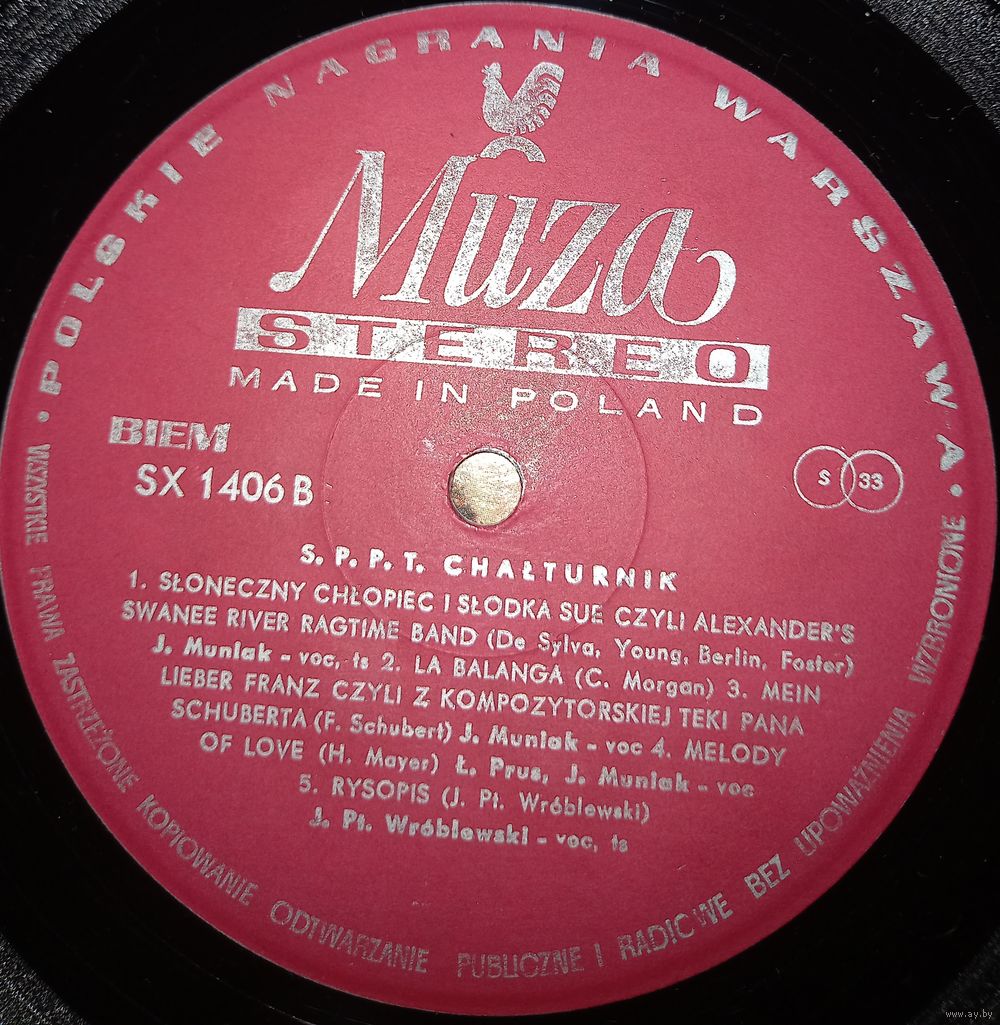 POLSKIE NAGRANIA WARSZAWA
Muza
STEREO
MADE IN POLAND
BIEM
SX 1406 B
S 33
S. P. P. T. CHAŁTURNIK
1. SŁONECZNY CHŁOPIEC I SŁODKA SUE CZYLI ALEXANDER'S
SWANEE RIVER RAGTIME BAND (De Sylva, Young, Berlin, Foster)
J. Muniak - voc, ts 2. LA BALANGA (C. Morgan) 3. MEIN
LIEBER FRANZ CZYLI Z KOMPOZYTORSKIEJ TEKI PANA
SCHUBERTA (F. Schubert) J. Muniak - voc 4. MELODY
OF LOVE (H. Mayer) Ł. Prus, J. Muniak - voc
5. RYSOPIS (J. Pt. Wróblewski)
J. Pt. Wróblewski - voc, ts
• WSZYSTKIE PRAWA ZASTRZEŻONE KOPIOWANIE ODTWARZANIE PUBLICZNE I RADIOWE BEZ UPOWAŻNIENIA WZBRONIONE •
www.ay.by